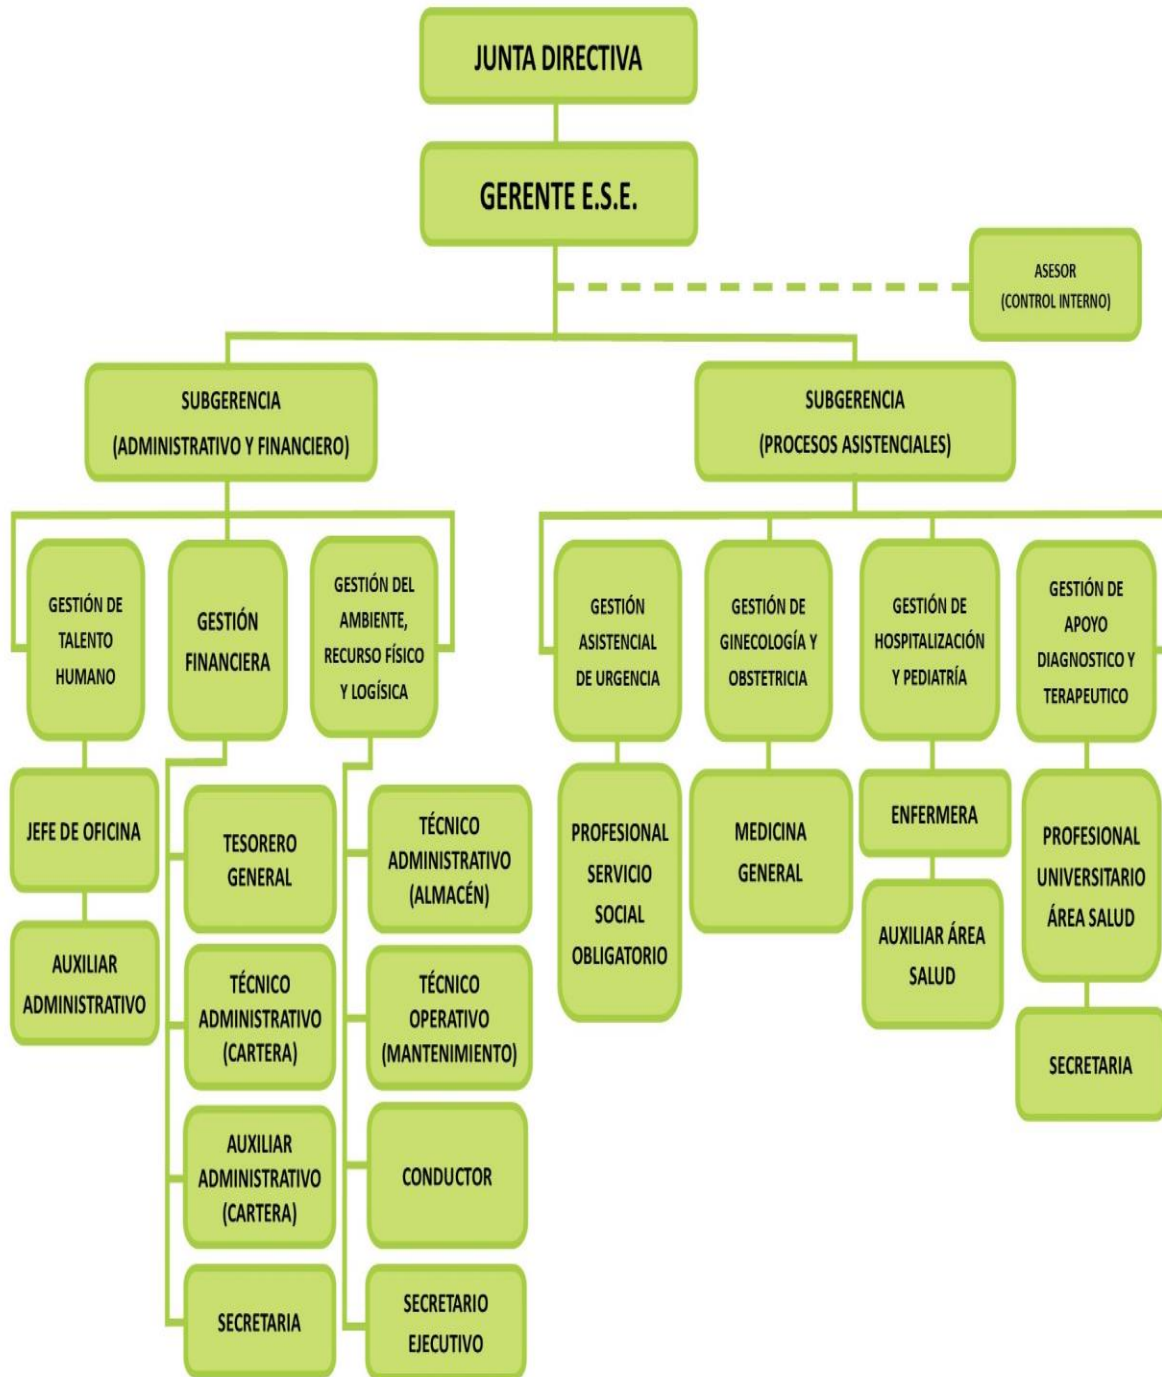 JUNTA DIRECTIVA
GERENTE E.S.E.
ASESOR
(CONTROL INTERNO)
SUBGERENCIA
(ADMINISTRATIVO Y FINANCIERO)
SUBGERENCIA
(PROCESOS ASISTENCIALES)
GESTIÓN DE
TALENTO
HUMANO
GESTIÓN
FINANCIERA
GESTIÓN DEL
AMBIENTE,
RECURSO FÍSICO
Y LOGÍSICA
GESTIÓN
ASISTENCIAL
DE URGENCIA
GESTIÓN DE
GINECOLOGÍA Y
OBSTETRICIA
GESTIÓN DE
HOSPITALIZACIÓN
Y PEDIATRÍA
GESTIÓN DE
APOYO
DIAGNOSTICO Y
TERAPEUTICO
JEFE DE OFICINA
AUXILIAR
ADMINISTRATIVO
TESORERO
GENERAL
TÉCNICO
ADMINISTRATIVO
(CARTERA)
AUXILIAR
ADMINISTRATIVO
(CARTERA)
SECRETARIA
TÉCNICO
ADMINISTRATIVO
(ALMACÉN)
TÉCNICO
OPERATIVO
(MANTENIMIENTO)
CONDUCTOR
SECRETARIO
EJECUTIVO
PROFESIONAL
SERVICIO
SOCIAL
OBLIGATORIO
MEDICINA
GENERAL
ENFERMERA
AUXILIAR ÁREA
SALUD
PROFESIONAL
UNIVERSITARIO
ÁREA SALUD
SECRETARIA